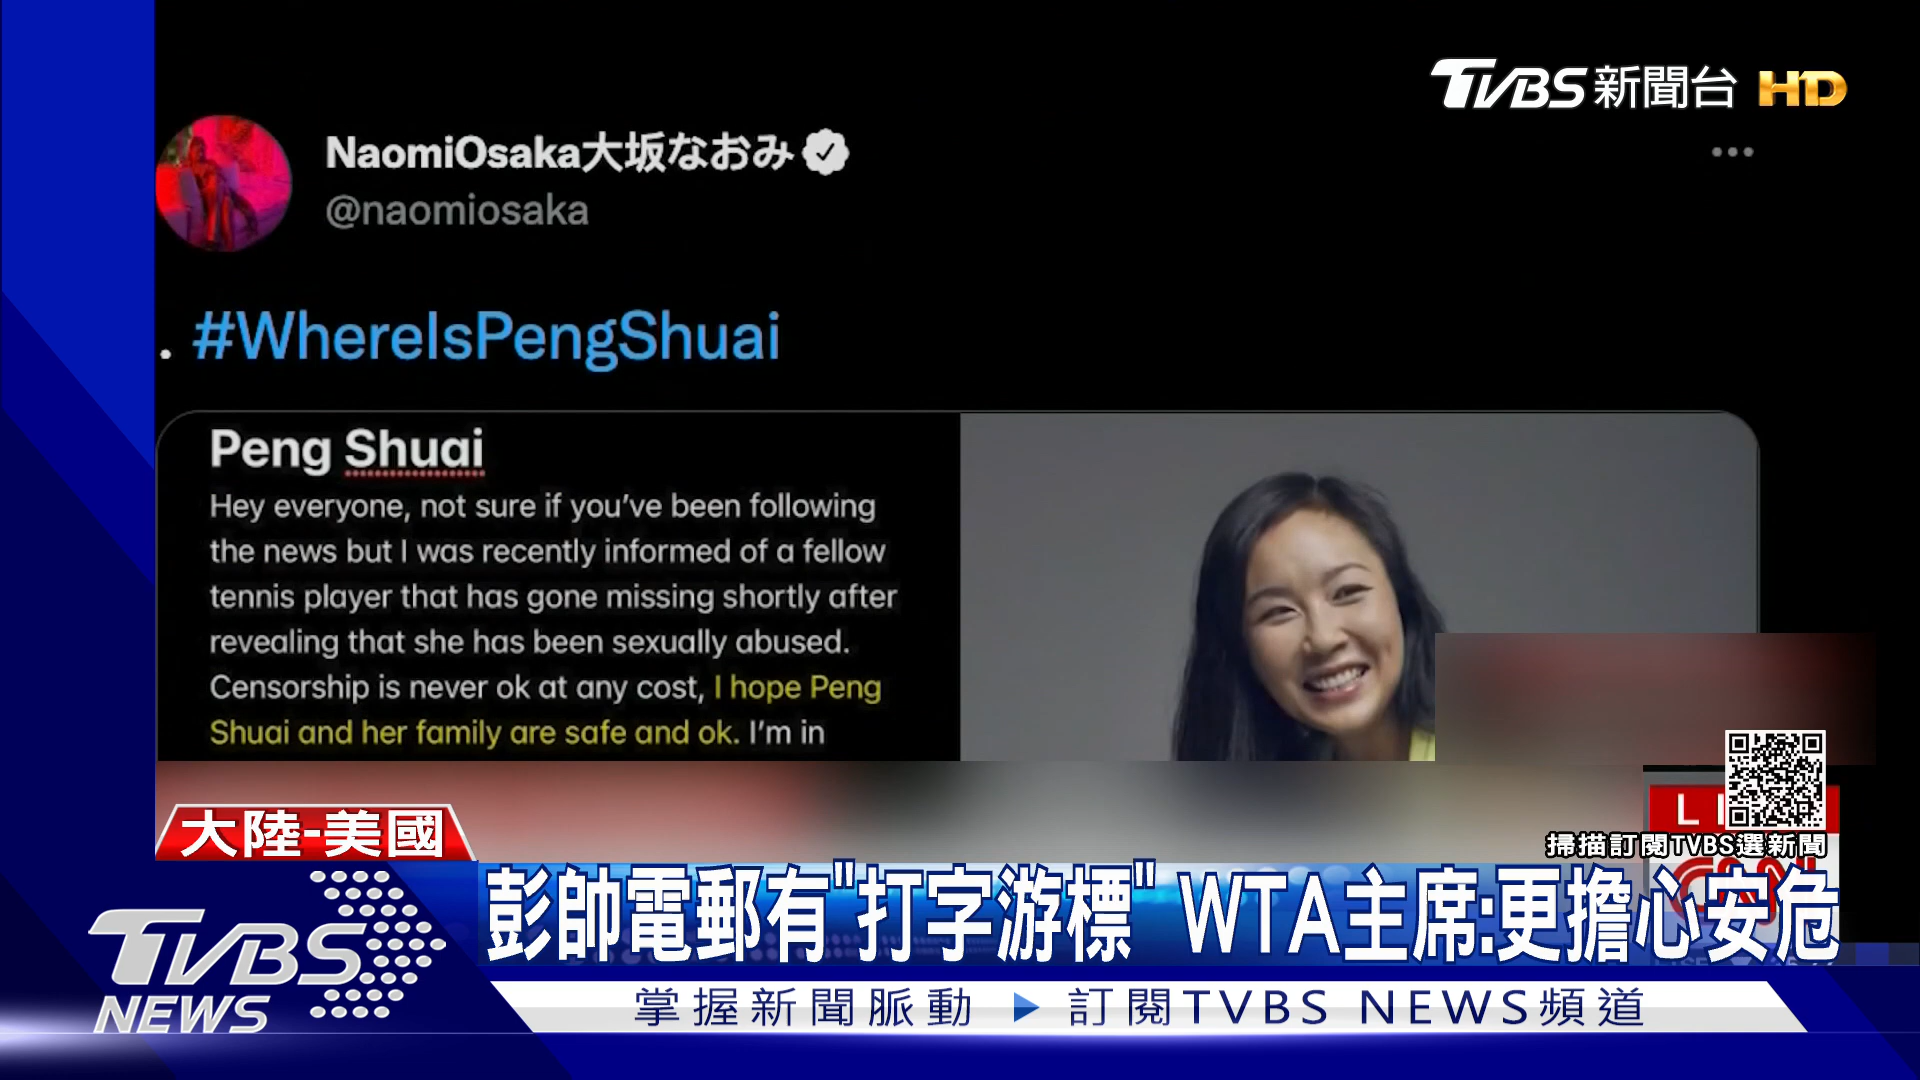 TVBS新聞台 HD
NaomiOsaka大坂なおみ
@naomiosaka
. #WhereIsPengShuai
Peng Shuai
Hey everyone, not sure if you've been following
the news but I was recently informed of a fellow
tennis player that has gone missing shortly after
revealing that she has been sexually abused.
Censorship is never ok at any cost, I hope Peng
Shuai and her family are safe and ok. I'm in
掃描訂閱TVBS選新聞
大陸-美國
彭帥電郵有"打字游標" WTA主席:更擔心安危
TVBS
NEWS
掌握新聞脈動 ▶ 訂閱TVBS NEWS頻道